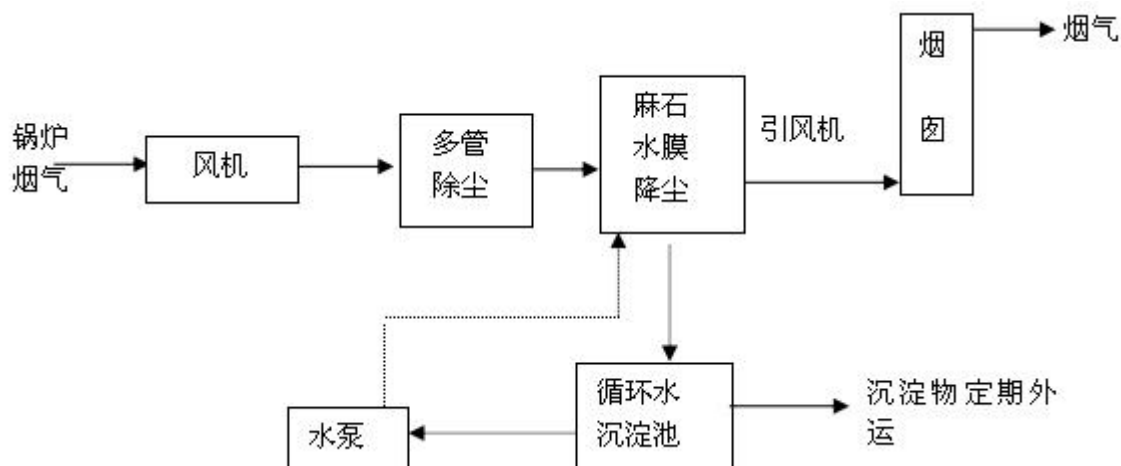 锅炉
烟气
风机
多管
除尘
麻石
水膜
降尘
引风机
烟
囱
烟气
水泵
循环水
沉淀池
沉淀物定期外
运